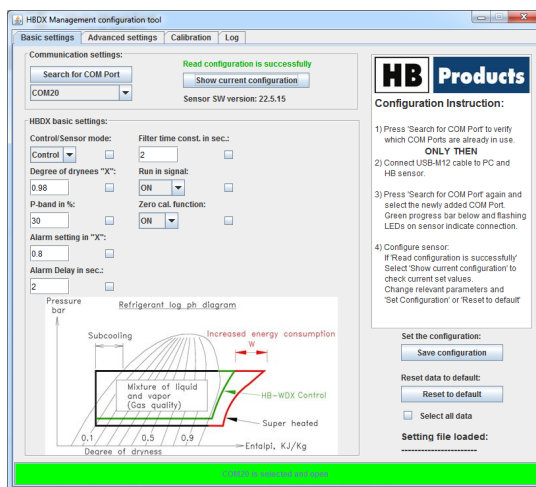 HBDX Management configuration tool
Basic settings
Advanced settings
Calibration
Log
Communication settings:
Search for COM Port
COM20
Read configuration is successfully
Show current configuration
Sensor SW version: 22.5.15
HBDX basic settings:
Control/Sensor mode:
Filter time const. in sec.:
Control
2
Degree of drynees "X":
Run in signal:
0.98
ON
P-band in %:
Zero cal. function:
30
ON
Alarm setting in "X":
0.8
Alarm Delay in sec.:
2
Pressure
bar
Refrigerant log ph diagram
Subcooling
Increased energy consumption
W
Mixture of liquid
and vapor
(Gas quality)
HB-WDX Control
Super heated
0.1
0.5
0.9
Entalpi, KJ/Kg
Degree of dryness
HB Products
Configuration Instruction:
1) Press 'Search for COM Port' to verify
which COM Ports are already in use.
ONLY THEN
2) Connect USB-M12 cable to PC and
HB sensor.
3) Press 'Search for COM Port' again and
select the newly added COM Port.
Green progress bar below and flashing
LEDS on sensor indicate connection.
4) Configure sensor:
If 'Read configuration is successfully'
Select 'Show current configuration' to
check current set values.
Change relevant parameters and
'Set Configuration' or 'Reset to default'
Set the configuration:
Save configuration
Reset data to default:
Reset to default
Select all data
Setting file loaded:
------------------------
COM20 is selected and open